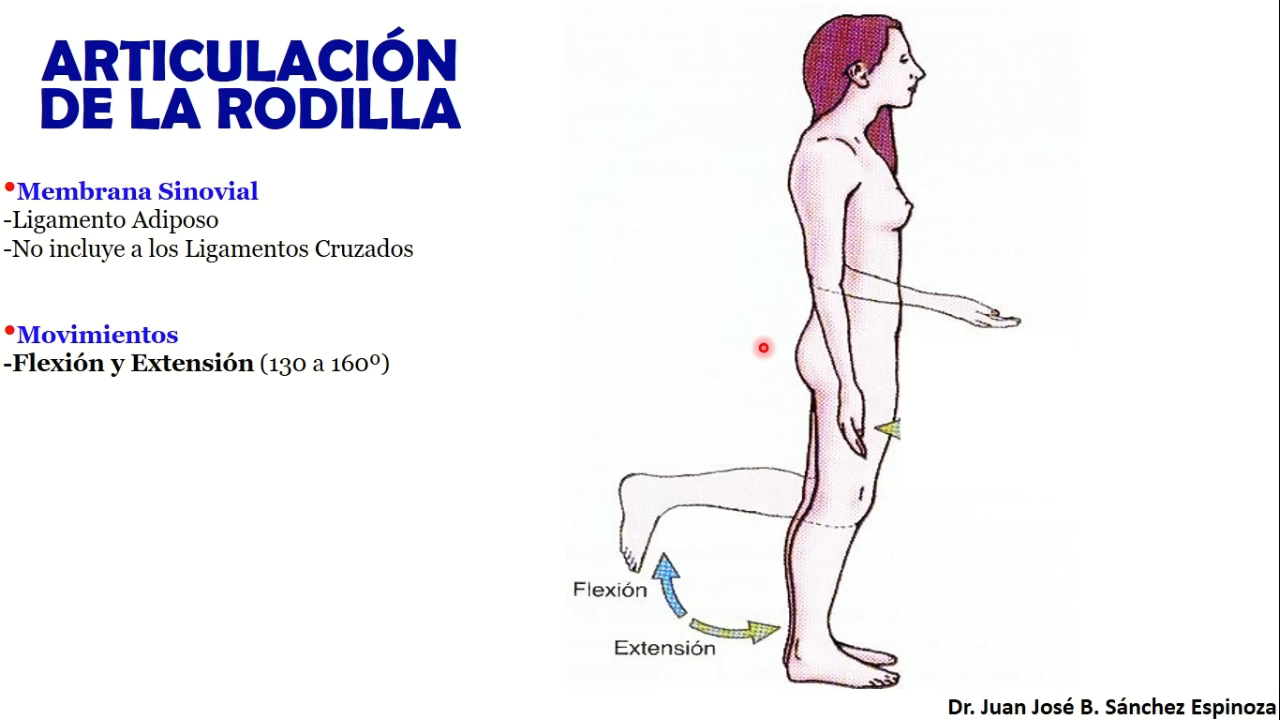 ARTICULACIÓN
DE LA RODILLA
•Membrana Sinovial
-Ligamento Adiposo
-No incluye a los Ligamentos Cruzados
•Movimientos
-Flexión y Extensión (130 a 160º)
Flexión
Extensión
Dr. Juan José B. Sánchez Espinoza